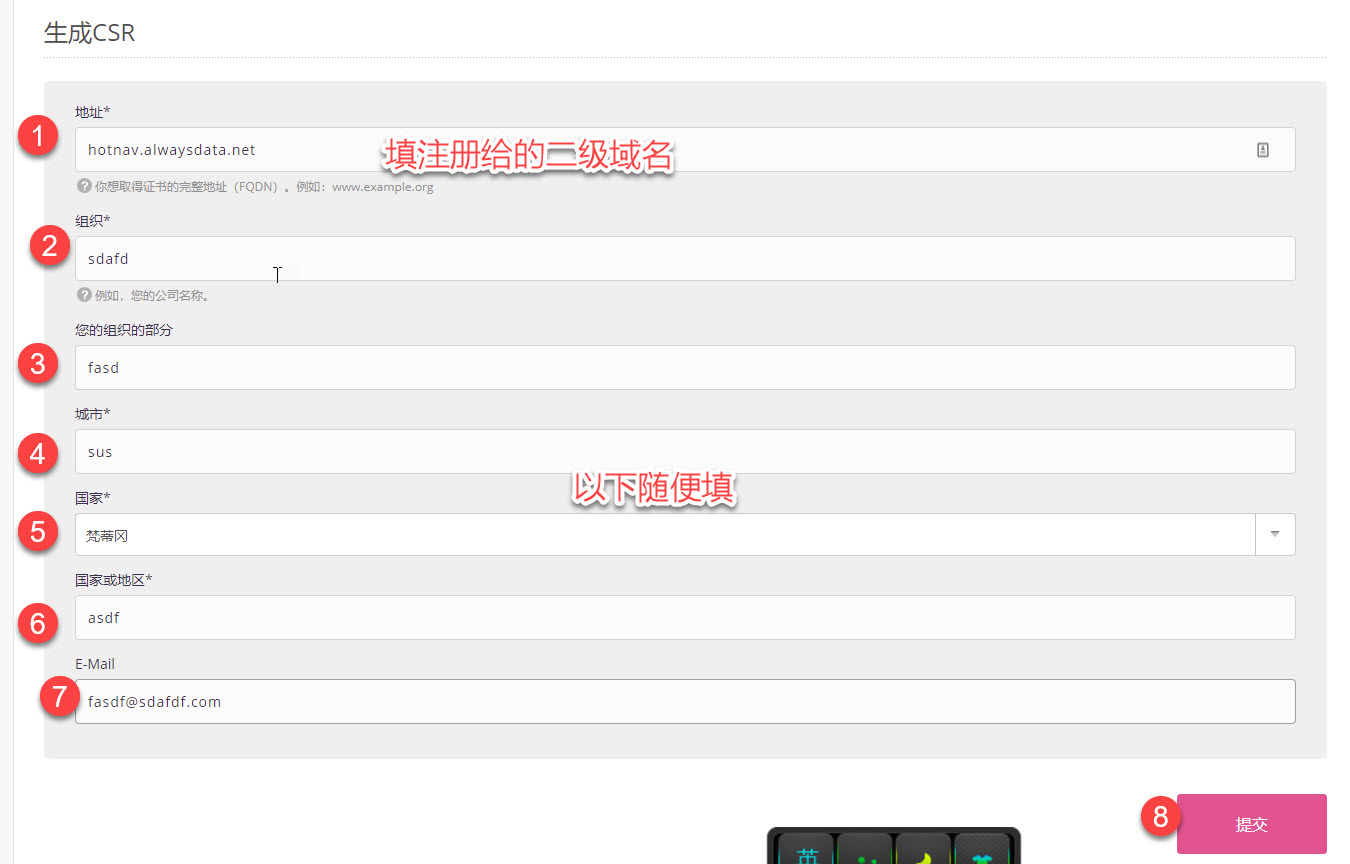 生成CSR
地址*
1
hotnav.alwaysdata.net
填注册给的二级域名
你想取得证书的完整地址（FQDN）。例如：www.example.org
组织*
2
sdafd
例如，您的公司名称。
您的组织的部分
3
fasd
城市*
4
sus
以下随便填
国家*
5
梵蒂冈
国家或地区*
6
asdf
E-Mail
7
fasdf@sdafdf.com
8
提交
英